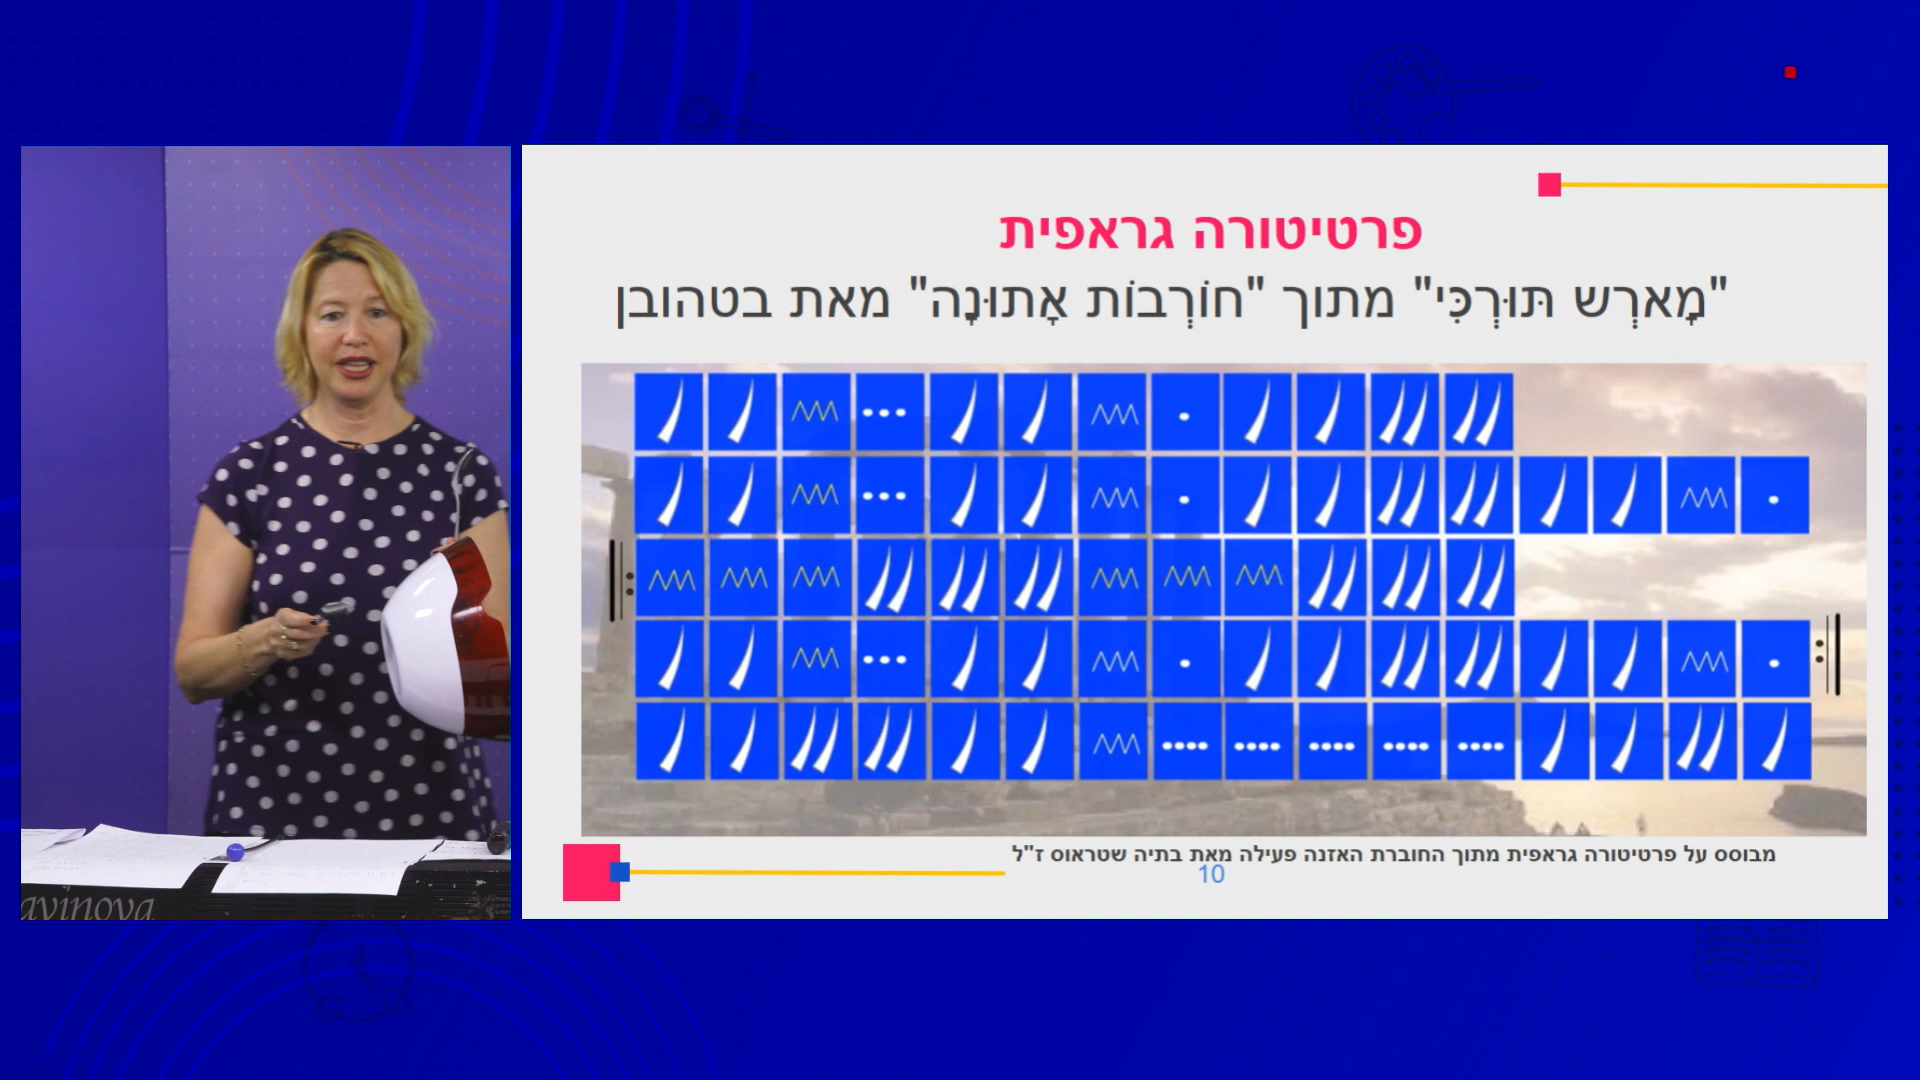 פרטיטורה גראפית
"מָארְש תּוּרְכִּי" מתוך "חוֹרְבוֹת אָתוּנָה" מאת בטהובן
מבוסס על פרטיטורה גראפית מתוך החוברת האזנה פעילה מאת בתיה שטראוס ז"ל
10
avinova